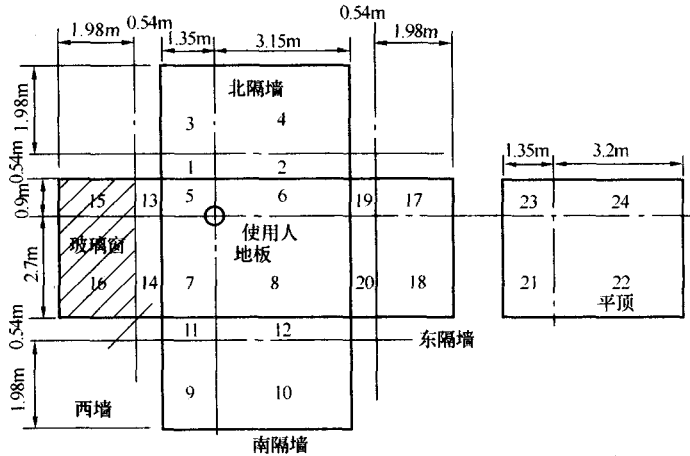 0.54m
0.54m
1.98m
1.35m
3.15m
1.98m
北隔墙
1.98m
3
4
1.35m
3.2m
0.54m
1
2
0.9m
15
13
5
6
19
17
23
24
使用人
玻璃窗
地板
2.7m
16
14
7
8
20
18
21
22
平顶
0.54m
11
12
东隔墙
1.98m
9
10
西墙
南隔墙